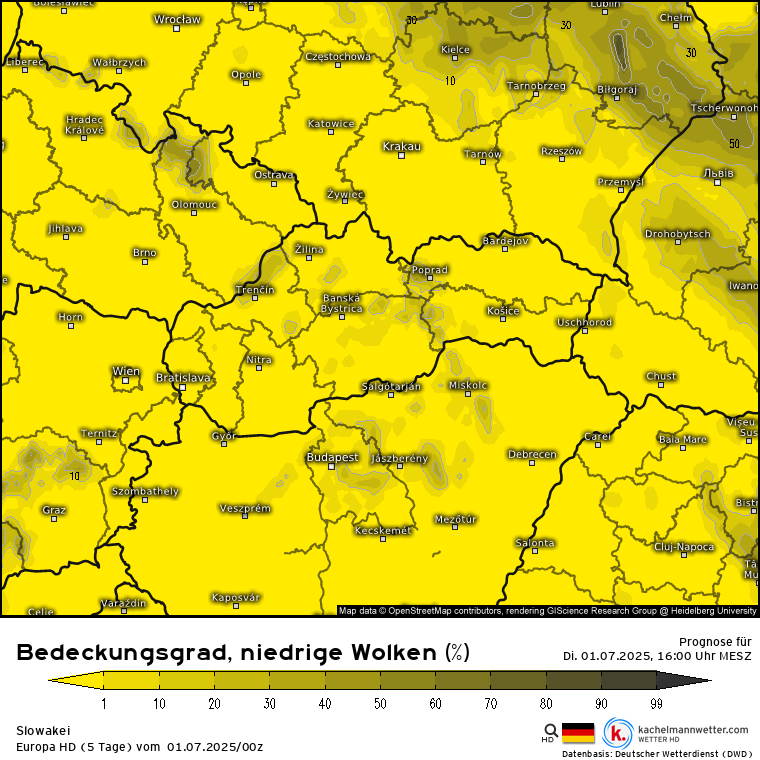 Bolesławiec
Lublin
Wrocław
30
Chełm
Kielce
30
30
Liberec
Wałbrzych
Częstochowa
Opole
10
Tarnobrzeg
Biłgoraj
Tscherwonoh
Hradec
Králové
Katowice
50
Krakau
Tarnów
Rzeszów
Ostrava
Львів
Przemyśl
Żywiec
Olomouc
Jihlava
Drohobytsch
Brno
Žilina
Bardejov
Poprad
Trenčín
Iwano
Banská
Bystrica
Horn
Košice
Uschhorod
Nitra
Wien
Bratislava
Chust
Salgótarján
Miskolc
Vișeu
Sus
Ternitz
Győr
Carei
Baia Mare
Budapest
Jászberény
Debrecen
10
Szombathely
Bistr
Graz
Veszprém
Mezőtúr
Kecskemét
Salonta
Cluj-Napoca
Tâ
Mu
Kaposvár
Varaždin
Celje
Map data © OpenStreetMap contributors, rendering GIScience Research Group @ Heidelberg University
Bedeckungsgrad, niedrige Wolken (%)
Prognose für
Di. 01.07.2025, 16:00 Uhr MESZ
1 10 20 30 40 50 60 70 80 90 99
Slowakei
Europa HD (5 Tage) vom 01.07.2025/00z
HD
k.
kachelmannwetter.com
WETTER HD
Datenbasis: Deutscher Wetterdienst (DWD)